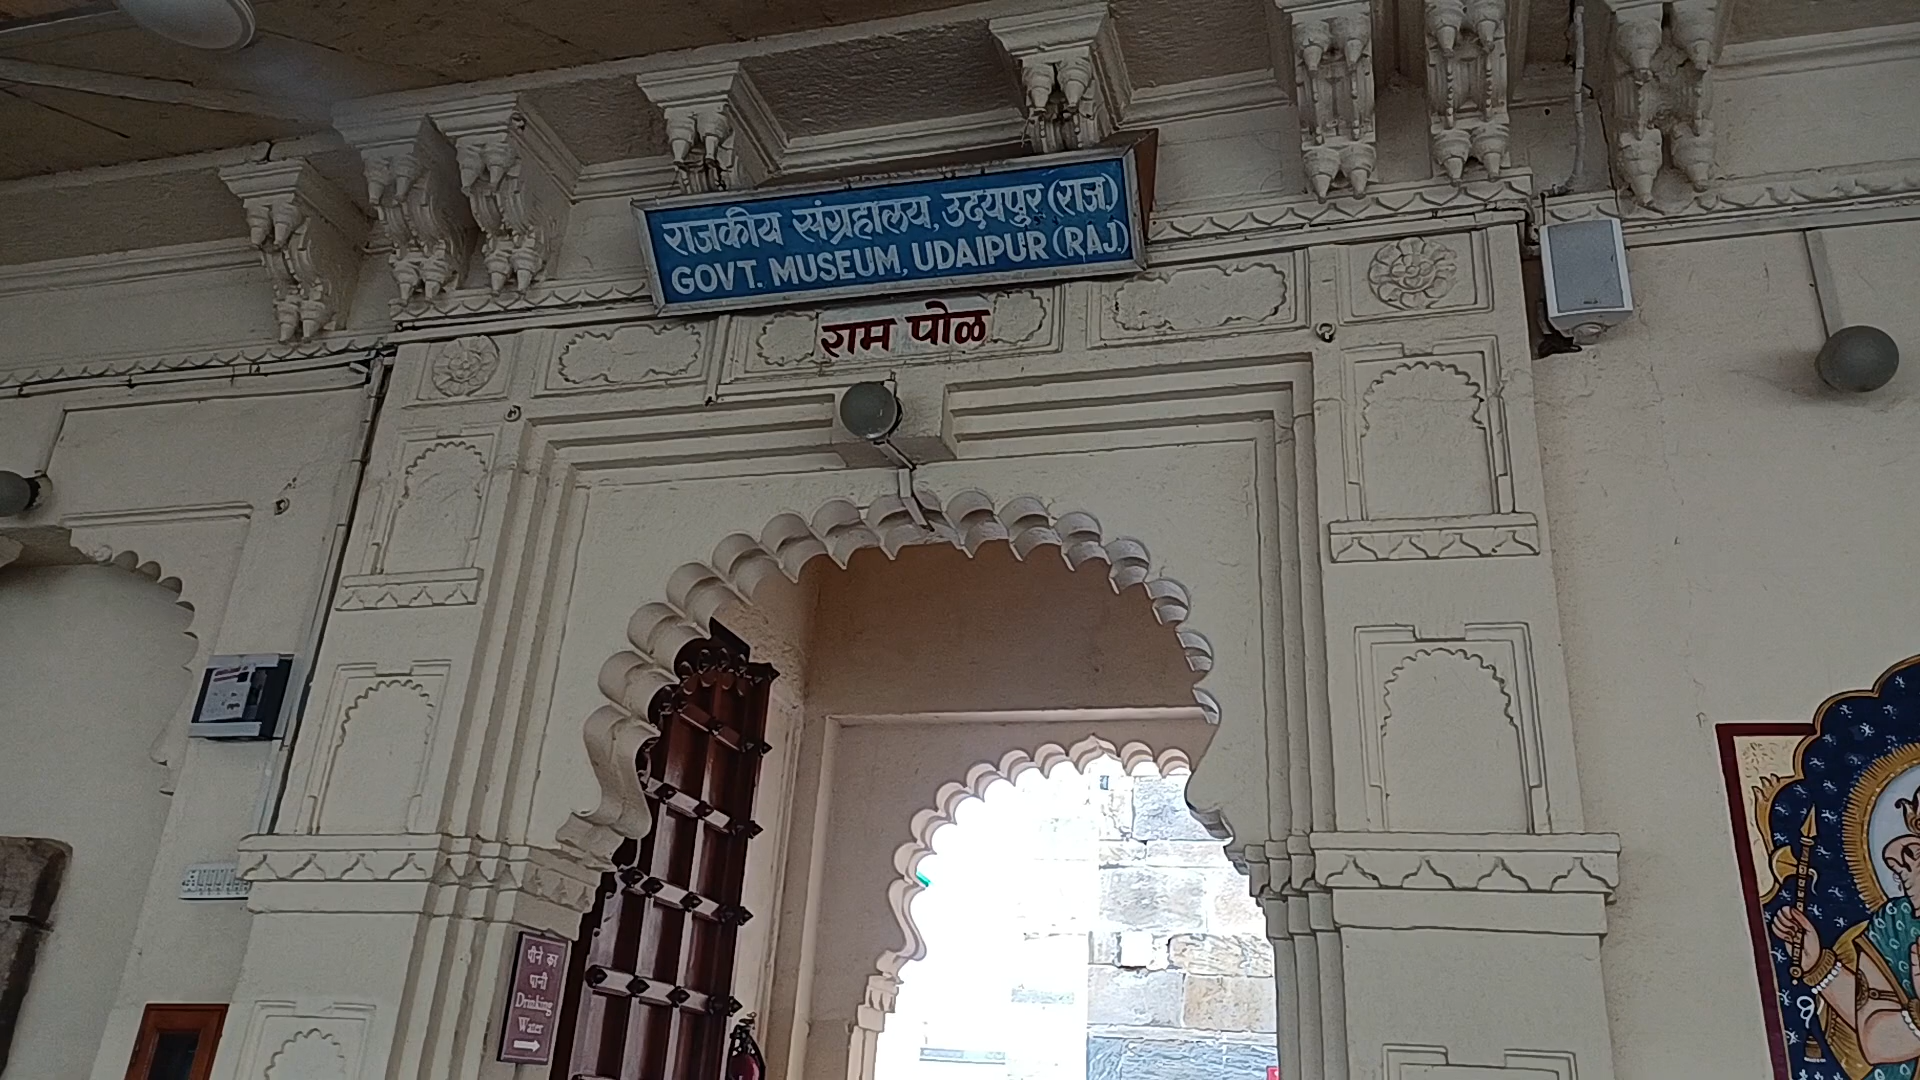 राजकीय संग्रहालय, उदयपुर (राज)
GOVT. MUSEUM, UDAIPUR (RAJ.)
राम पोळ
पीने का
पानी
Drinking
Water